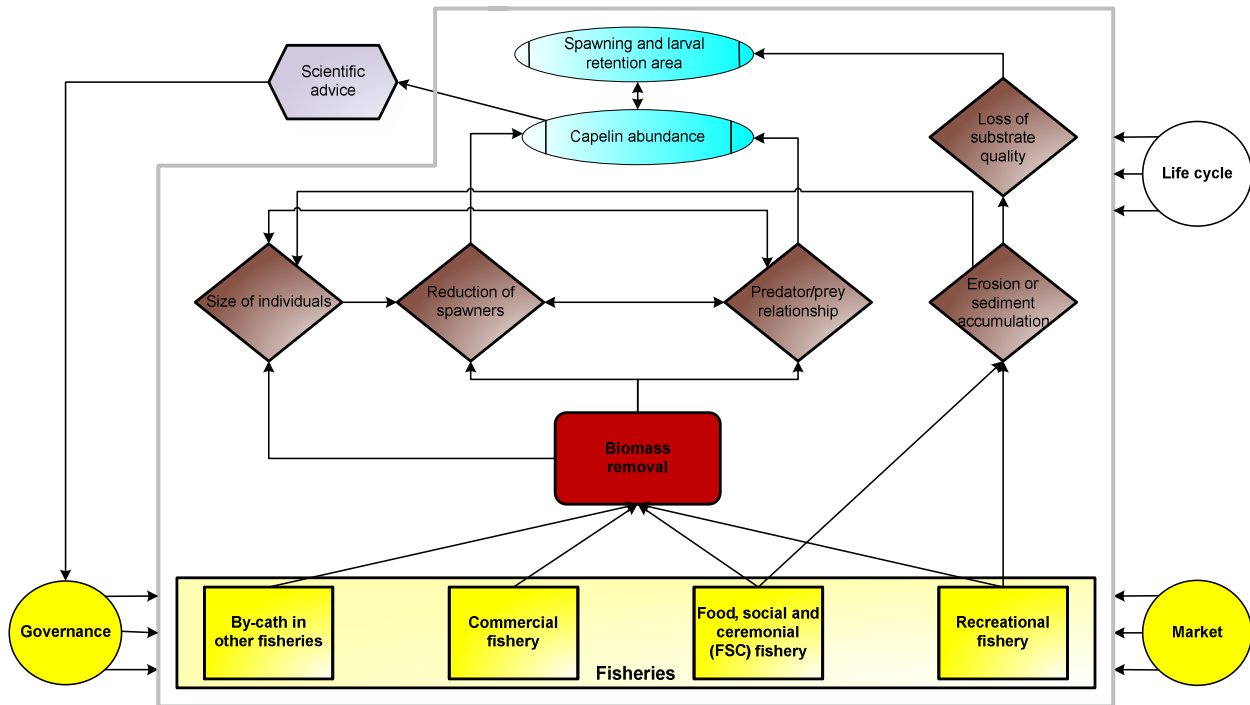 Spawning and larval
retention area
Scientific
advice
Capelin abundance
Loss of
substrate
quality
Life cycle
Size of individuals
Reduction of
spawners
Predator/prey
relationship
Erosion or
sediment
accumulation
Biomass
removal
Governance
By-cath in
other fisheries
Commercial
fishery
Food, social and
ceremonial
(FSC) fishery
Recreational
fishery
Market
Fisheries